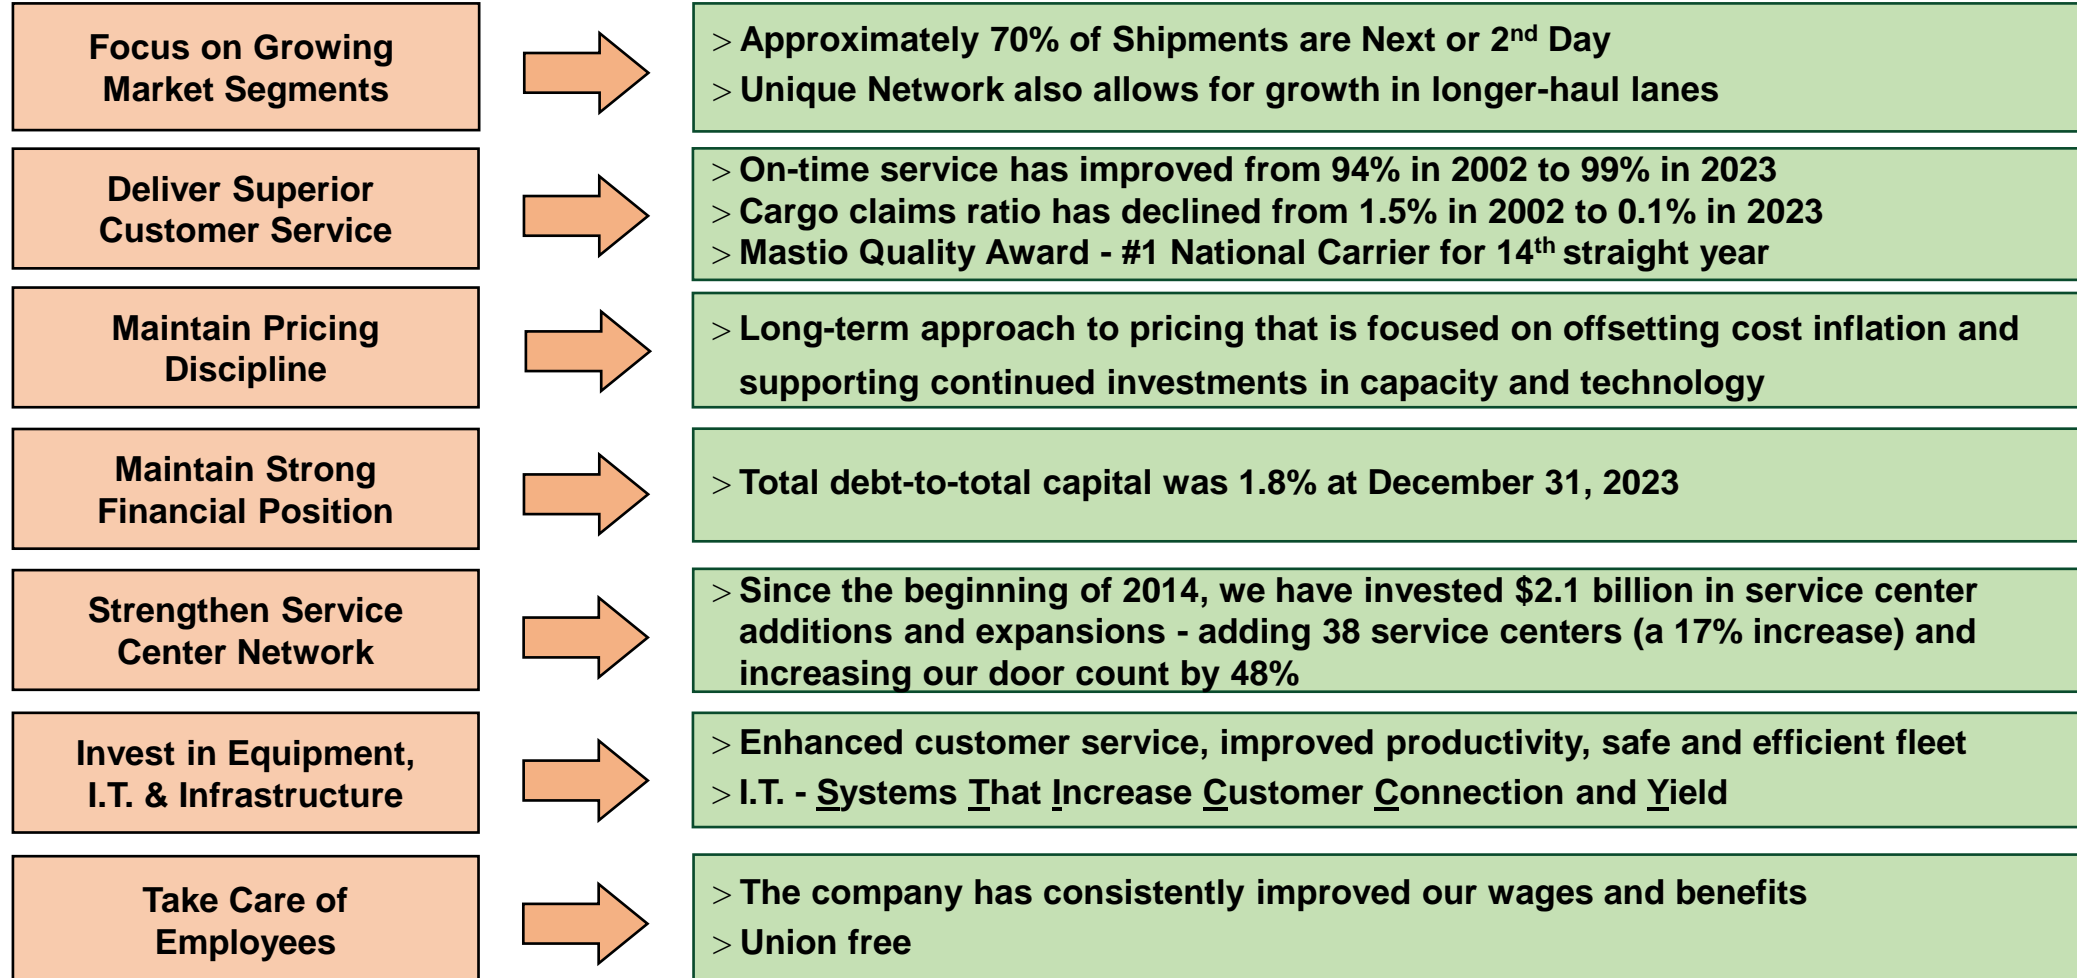 Focus on Growing
Market Segments
> Approximately 70% of Shipments are Next or 2nd Day
> Unique Network also allows for growth in longer-haul lanes
Deliver Superior
Customer Service
> On-time service has improved from 94% in 2002 to 99% in 2023
> Cargo claims ratio has declined from 1.5% in 2002 to 0.1% in 2023
> Mastio Quality Award - #1 National Carrier for 14th straight year
Maintain Pricing
Discipline
> Long-term approach to pricing that is focused on offsetting cost inflation and
supporting continued investments in capacity and technology
Maintain Strong
Financial Position
> Total debt-to-total capital was 1.8% at December 31, 2023
Strengthen Service
Center Network
> Since the beginning of 2014, we have invested $2.1 billion in service center
additions and expansions - adding 38 service centers (a 17% increase) and
increasing our door count by 48%
Invest in Equipment,
I.T. & Infrastructure
> Enhanced customer service, improved productivity, safe and efficient fleet
> I.T. - Systems That Increase Customer Connection and Yield
Take Care of
Employees
> The company has consistently improved our wages and benefits
> Union free